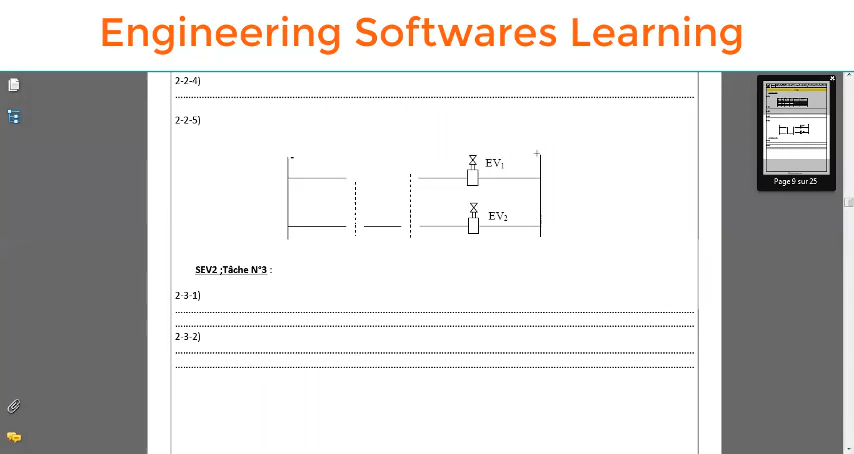 Engineering Softwares Learning
2-2-4)
2-2-5)
- +
EV1
EV2
SEV2 ;Tâche N°3 :
2-3-1)
2-3-2)
Page 9 sur 25